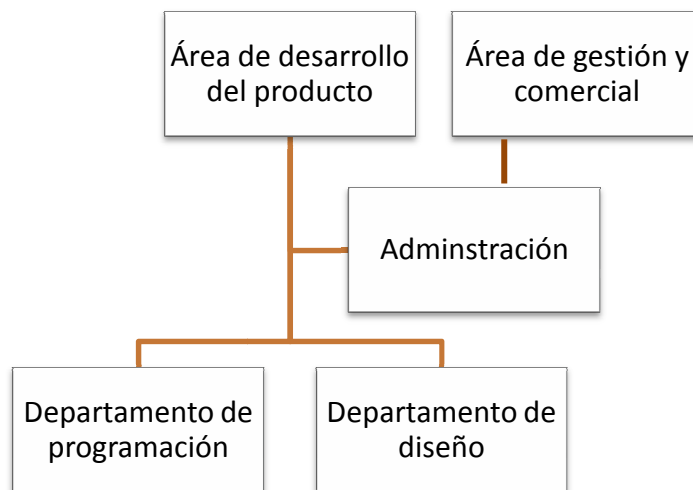 Área de desarrollo
del producto
Área de gestión y
comercial
Adminstración
Departamento de
programación
Departamento de
diseño